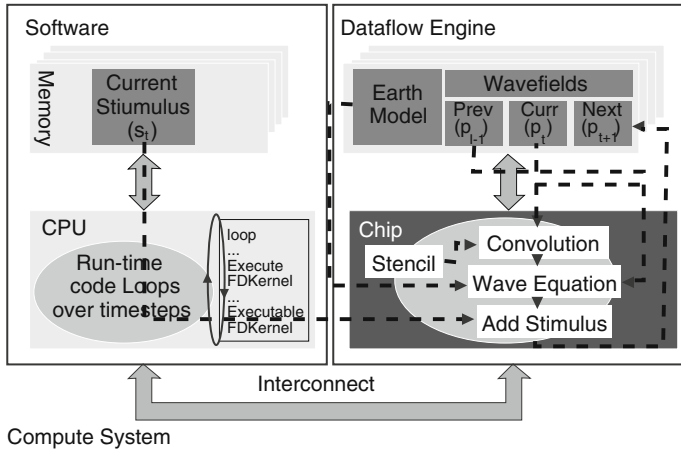 Software
Memory
Current
Stiumulus
(s_t)
CPU
Run-time
code Loops
over timesteps
loop
...
Execute
FDKernel
...
Executable
FDKernel
Dataflow Engine
Earth
Model
Wavefields
Prev
(p_l-1)
Curr
(p_t)
Next
(p_t+1)
Chip
Stencil
Convolution
Wave Equation
Add Stimulus
Interconnect
Compute System